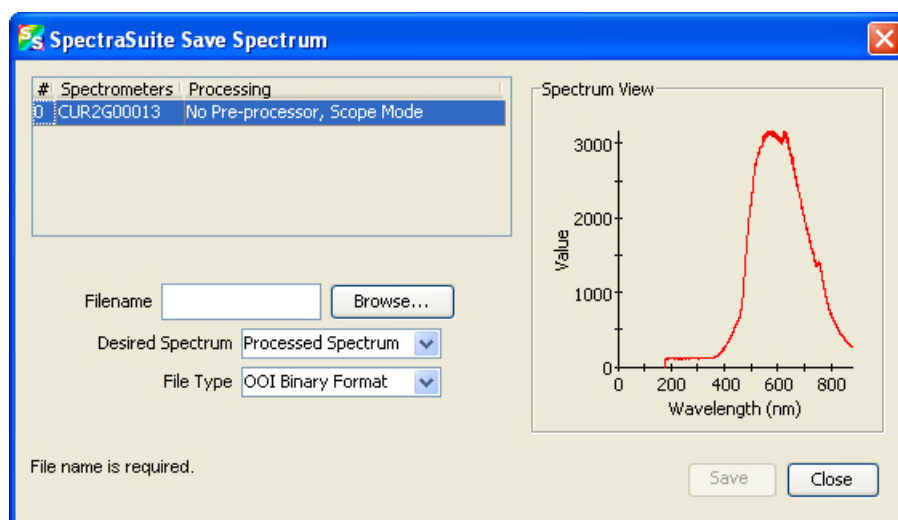 SpectraSuite Save Spectrum
# Spectrometers Processing
0 CUR2G00013 No Pre-processor, Scope Mode
Filename Browse...
Desired Spectrum Processed Spectrum
File Type OOI Binary Format
File name is required.
Spectrum View
3000
2000
1000
0
Value
0 200 400 600 800
Wavelength (nm)
Save Close